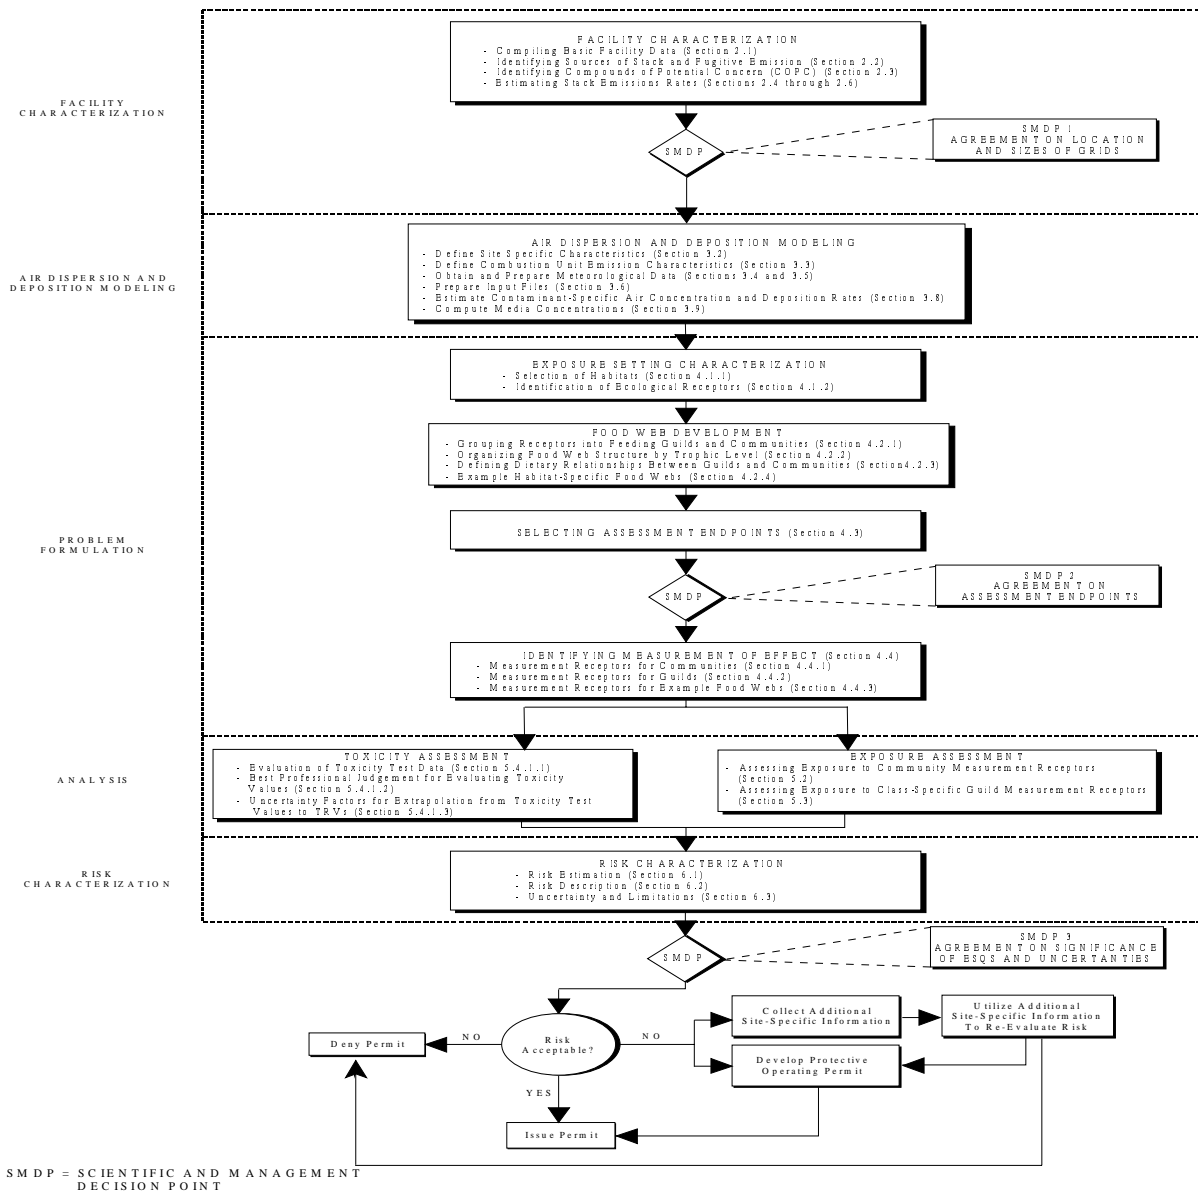 FACILITY CHARACTERIZATION
FACILITY CHARACTERIZATION
- Compiling Basic Facility Data (Section 2.1)
- Identifying Sources of Stack and Fugitive Emission (Section 2.2)
- Identifying Compounds of Potential Concern (COPC) (Section 2.3)
- Estimating Stack Emissions Rates (Sections 2.4 through 2.6)
SMDP
SMDP 1
AGREEMENT ON LOCATION
AND SIZES OF GRIDS
AIR DISPERSION AND
DEPOSITION MODELING
AIR DISPERSION AND DEPOSITION MODELING
- Define Site Specific Characteristics (Section 3.2)
- Define Combustion Unit Emission Characteristics (Section 3.3)
- Obtain and Prepare Meteorological Data (Sections 3.4 and 3.5)
- Prepare Input Files (Section 3.6)
- Estimate Contaminant-Specific Air Concentration and Deposition Rates (Section 3.8)
- Compute Media Concentrations (Section 3.9)
PROBLEM
FORMULATION
EXPOSURE SETTING CHARACTERIZATION
- Selection of Habitats (Section 4.1.1)
- Identification of Ecological Receptors (Section 4.1.2)
FOOD WEB DEVELOPMENT
- Grouping Receptors into Feeding Guilds and Communities (Section 4.2.1)
- Organizing Food Web Structure by Trophic Level (Section 4.2.2)
- Defining Dietary Relationships Between Guilds and Communities (Section4.2.3)
- Example Habitat-Specific Food Webs (Section 4.2.4)
SELECTING ASSESSMENT ENDPOINTS (Section 4.3)
SMDP
SMDP 2
AGREEMENT ON
ASSESSMENT ENDPOINTS
IDENTIFYING MEASUREMENT OF EFFECT (Section 4.4)
- Measurement Receptors for Communities (Section 4.4.1)
- Measurement Receptors for Guilds (Section 4.4.2)
- Measurement Receptors for Example Food Webs (Section 4.4.3)
ANALYSIS
TOXICITY ASSESSMENT
- Evaluation of Toxicity Test Data (Section 5.4.1.1)
- Best Professional Judgement for Evaluating Toxicity
Values (Section 5.4.1.2)
- Uncertainty Factors for Extrapolation from Toxicity Test
Values to TRVs (Section 5.4.1.3)
EXPOSURE ASSESSMENT
- Assessing Exposure to Community Measurement Receptors
(Section 5.2)
- Assessing Exposure to Class-Specific Guild Measurement Receptors
(Section 5.3)
RISK
CHARACTERIZATION
RISK CHARACTERIZATION
- Risk Estimation (Section 6.1)
- Risk Description (Section 6.2)
- Uncertainty and Limitations (Section 6.3)
SMDP
SMDP 3
AGREEMENT ON SIGNIFICANCE
OF ESQS AND UNCERTANTIES
Deny Permit
NO
Risk
Acceptable?
NO
Collect Additional
Site-Specific Information
Utilize Additional
Site-Specific Information
To Re-Evaluate Risk
Develop Protective
Operating Permit
YES
Issue Permit
SMDP = SCIENTIFIC AND MANAGEMENT
DECISION POINT